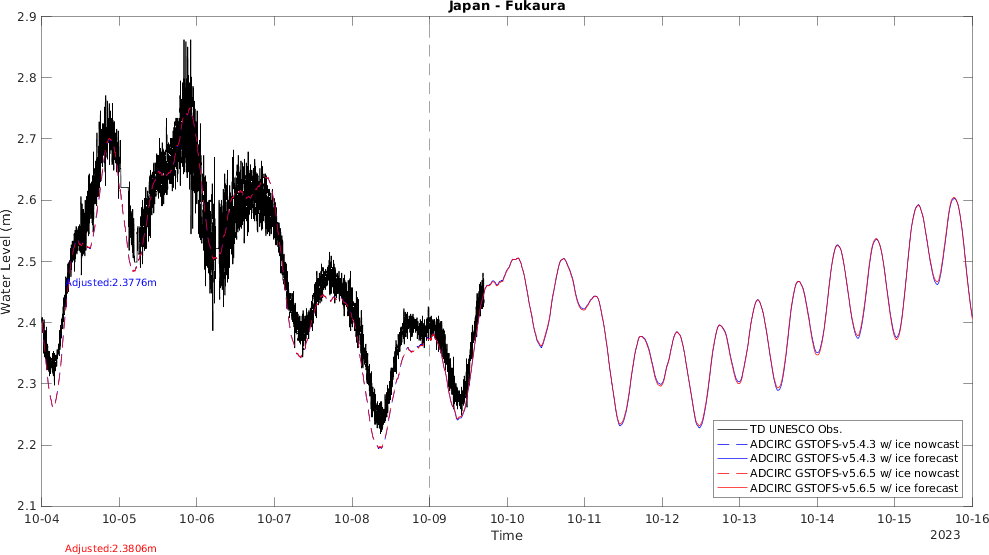 Japan - Fukaura
2.9
2.8
2.7
2.6
2.5
2.4
2.3
2.2
2.1
Water Level (m)
Adjusted:2.3776m
TD UNESCO Obs.
ADCIRC GSTOFS-v5.4.3 w/ ice nowcast
ADCIRC GSTOFS-v5.4.3 w/ ice forecast
ADCIRC GSTOFS-v5.6.5 w/ ice nowcast
ADCIRC GSTOFS-v5.6.5 w/ ice forecast
10-04 10-05 10-06 10-07 10-08 10-09 10-10 10-11 10-12 10-13 10-14 10-15 10-16
Time
2023
Adjusted:2.3806m